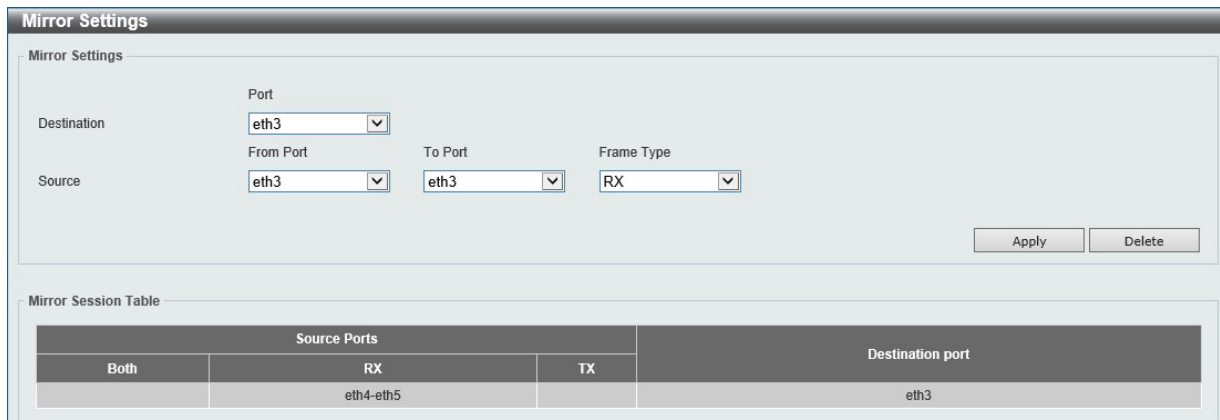 Mirror Settings
Mirror Settings
Port
Destination eth3
From Port To Port Frame Type
Source eth3 eth3 RX
Apply Delete
Mirror Session Table
Source Ports Destination port
Both RX TX
eth4-eth5 eth3